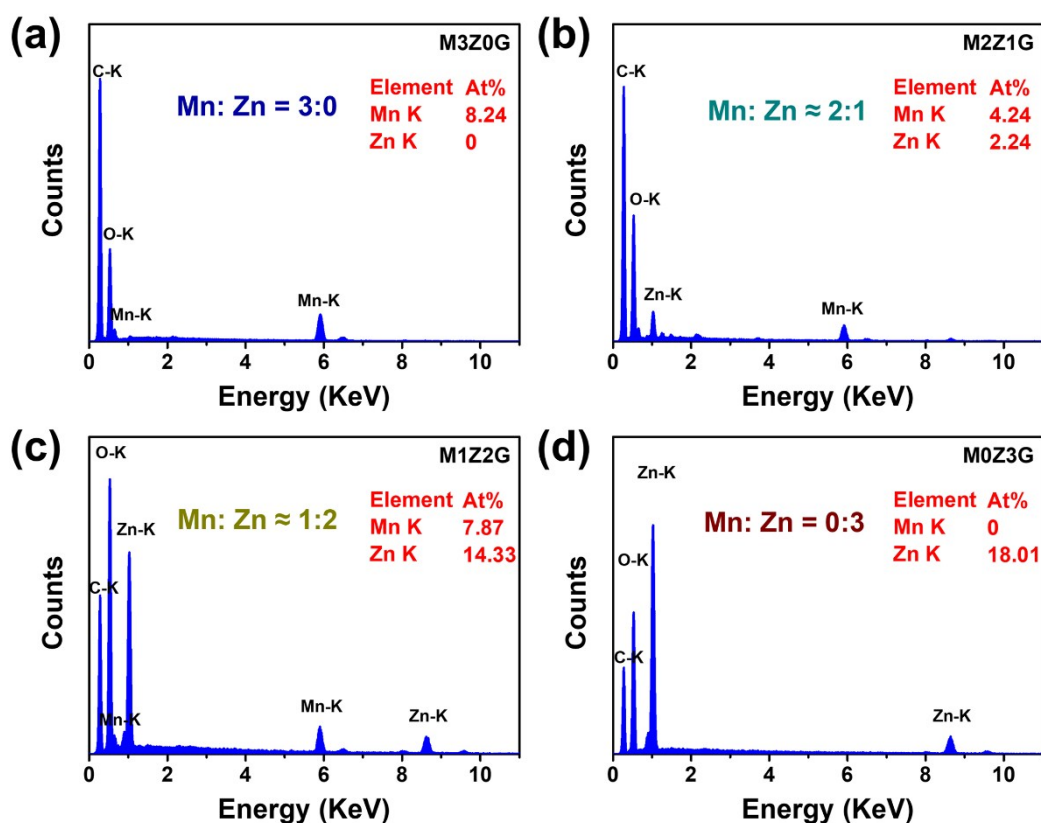 (a)
M3Z0G
C-K
Mn: Zn = 3:0
Element At%
Mn K 8.24
Zn K 0
O-K
Mn-K
Mn-K
Counts
0 2 4 6 8 10
Energy (KeV)
(b)
M2Z1G
C-K
Mn: Zn ≈ 2:1
Element At%
Mn K 4.24
Zn K 2.24
O-K
Zn-K
Mn-K
Counts
0 2 4 6 8 10
Energy (KeV)
(c)
M1Z2G
O-K
Mn: Zn ≈ 1:2
Element At%
Mn K 7.87
Zn K 14.33
Zn-K
C-K
Mn-K
Mn-K
Zn-K
Counts
0 2 4 6 8 10
Energy (KeV)
(d)
M0Z3G
Zn-K
Mn: Zn = 0:3
Element At%
Mn K 0
Zn K 18.01
O-K
C-K
Zn-K
Counts
0 2 4 6 8 10
Energy (KeV)